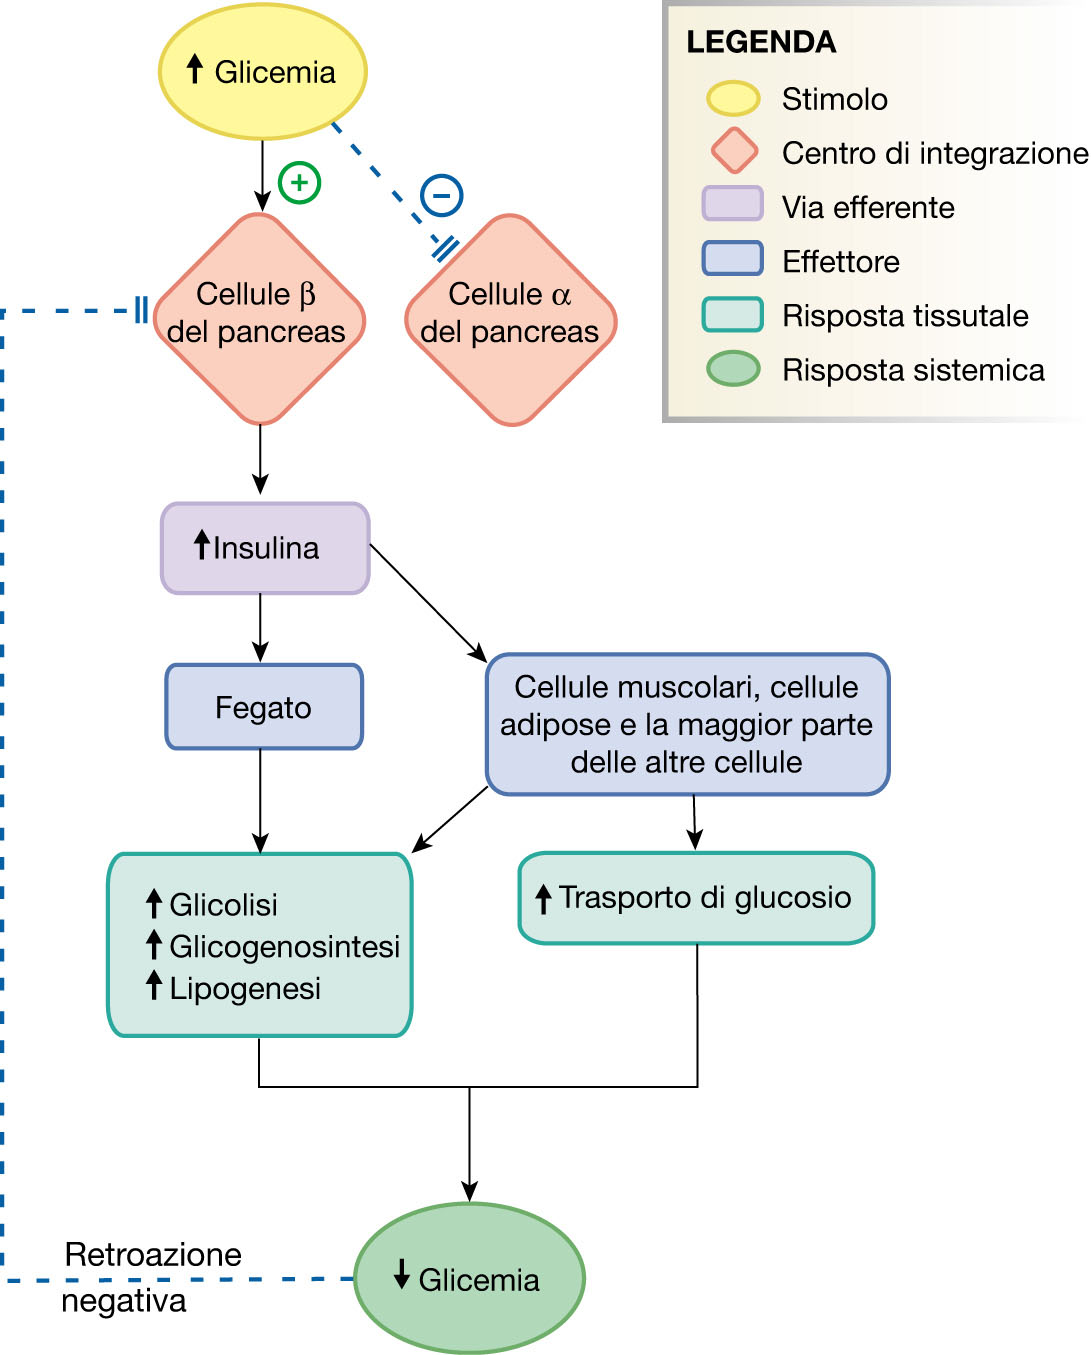 ↑ Glicemia
+
−
Cellule β
del pancreas
Cellule α
del pancreas
LEGENDA
Stimolo
Centro di integrazione
Via efferente
Effettore
Risposta tissutale
Risposta sistemica
↑Insulina
Fegato
Cellule muscolari, cellule
adipose e la maggior parte
delle altre cellule
↑ Glicolisi
↑ Glicogenosintesi
↑ Lipogenesi
↑ Trasporto di glucosio
Retroazione
negativa
↓ Glicemia